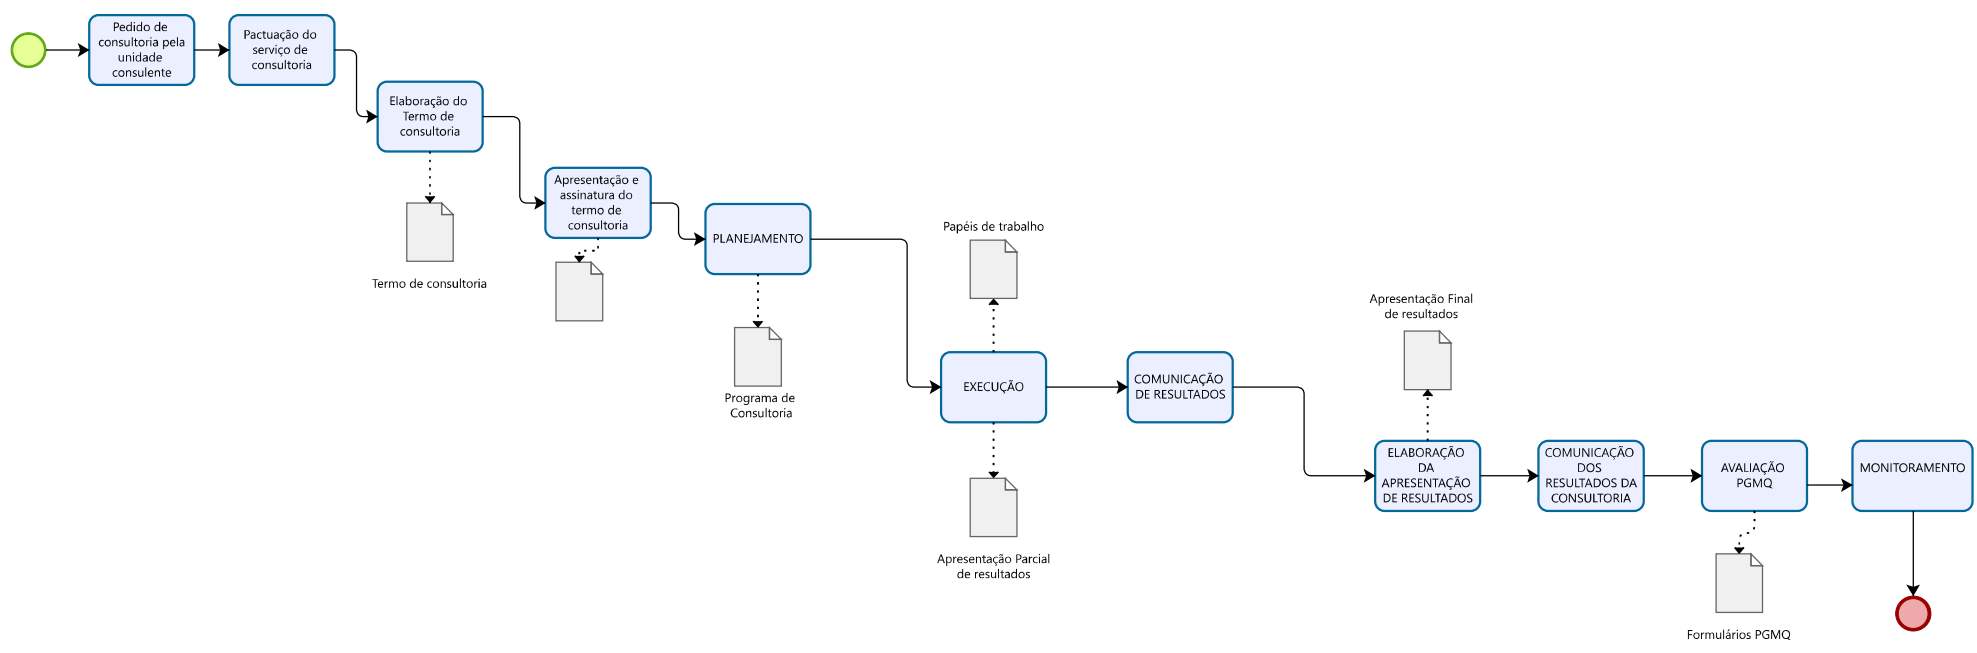 Pedido de
consultoria pela
unidade
consulente
Pactuação do
serviço de
consultoria
Elaboração do
Termo de
consultoria
Termo de consultoria
Apresentação e
assinatura do
termo de
consultoria
PLANEJAMENTO
Programa de
Consultoria
Papéis de trabalho
EXECUÇÃO
Apresentação Parcial
de resultados
COMUNICAÇÃO
DE RESULTADOS
Apresentação Final
de resultados
ELABORAÇÃO
DA
APRESENTAÇÃO
DE RESULTADOS
COMUNICAÇÃO
DOS
RESULTADOS DA
CONSULTORIA
AVALIAÇÃO
PGMQ
Formulários PGMQ
MONITORAMENTO